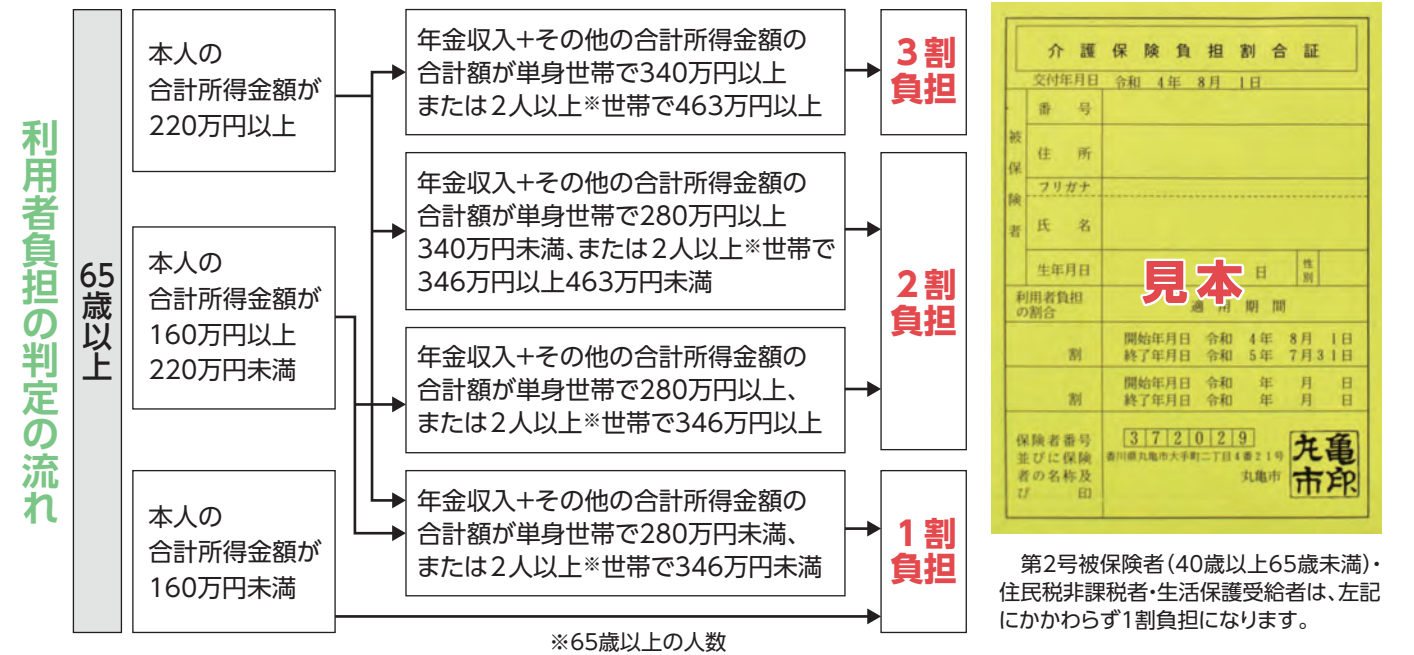 利用者負担の判定の流れ
65歳以上
本人の
合計所得金額が
220万円以上
本人の
合計所得金額が
160万円以上
220万円未満
本人の
合計所得金額が
160万円未満
年金収入+その他の合計所得金額の
合計額が単身世帯で340万円以上
または2人以上※世帯で463万円以上
年金収入+その他の合計所得金額の
合計額が単身世帯で280万円以上
340万円未満、または2人以上※世帯で
346万円以上463万円未満
年金収入+その他の合計所得金額の
合計額が単身世帯で280万円以上、
または2人以上※世帯で346万円以上
年金収入+その他の合計所得金額の
合計額が単身世帯で280万円未満、
または2人以上※世帯で346万円未満
3割
負担
2割
負担
1割
負担
※65歳以上の人数
介護保険負担割合証
交付年月日 令和 4年 8月 1日
被保険者
番号
住所
フリガナ
氏名
生年月日 日 性別
見本
利用者負担
の割合
適用期間
割
開始年月日 令和 4年 8月 1日
終了年月日 令和 5年 7月31日
割
開始年月日 令和 年 月 日
終了年月日 令和 年 月 日
保険者番号
並びに保険
者の名称及
び印
372029
香川県丸亀市大手町二丁目4番21号
丸亀市
丸亀
市印
第2号被保険者(40歳以上65歳未満)・
住民税非課税者・生活保護受給者は、左記
にかかわらず1割負担になります。